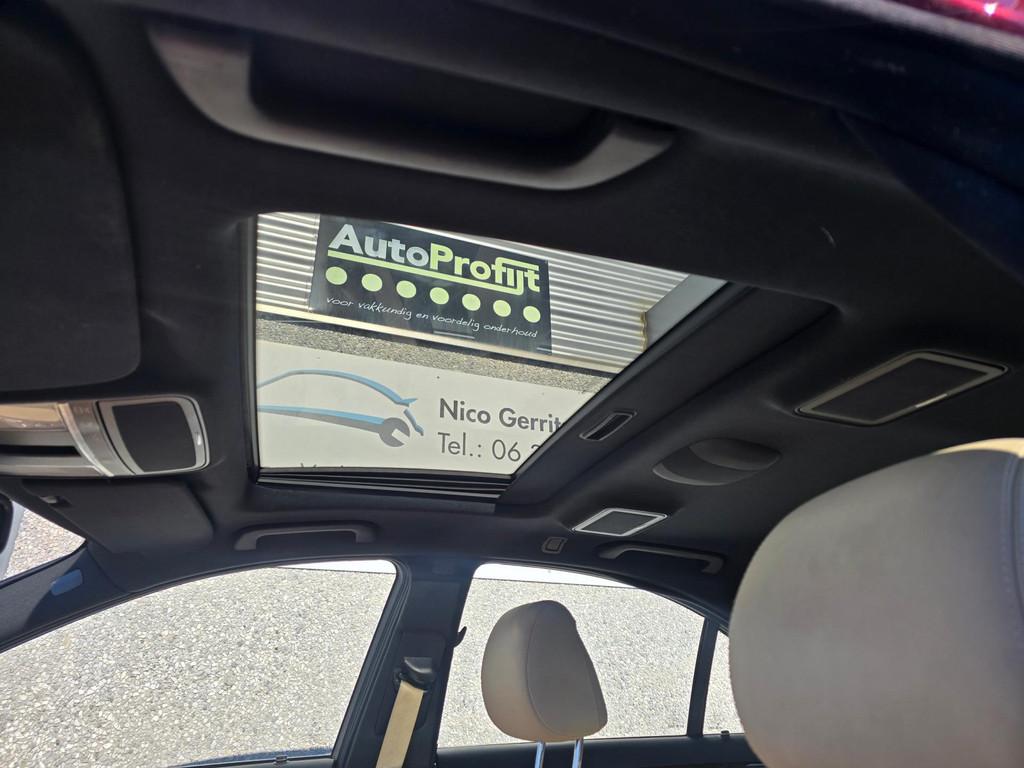 AutoProfijt
voor vakkundig en voordelig onderhoud
Nico Gerrit
Tel.: 06